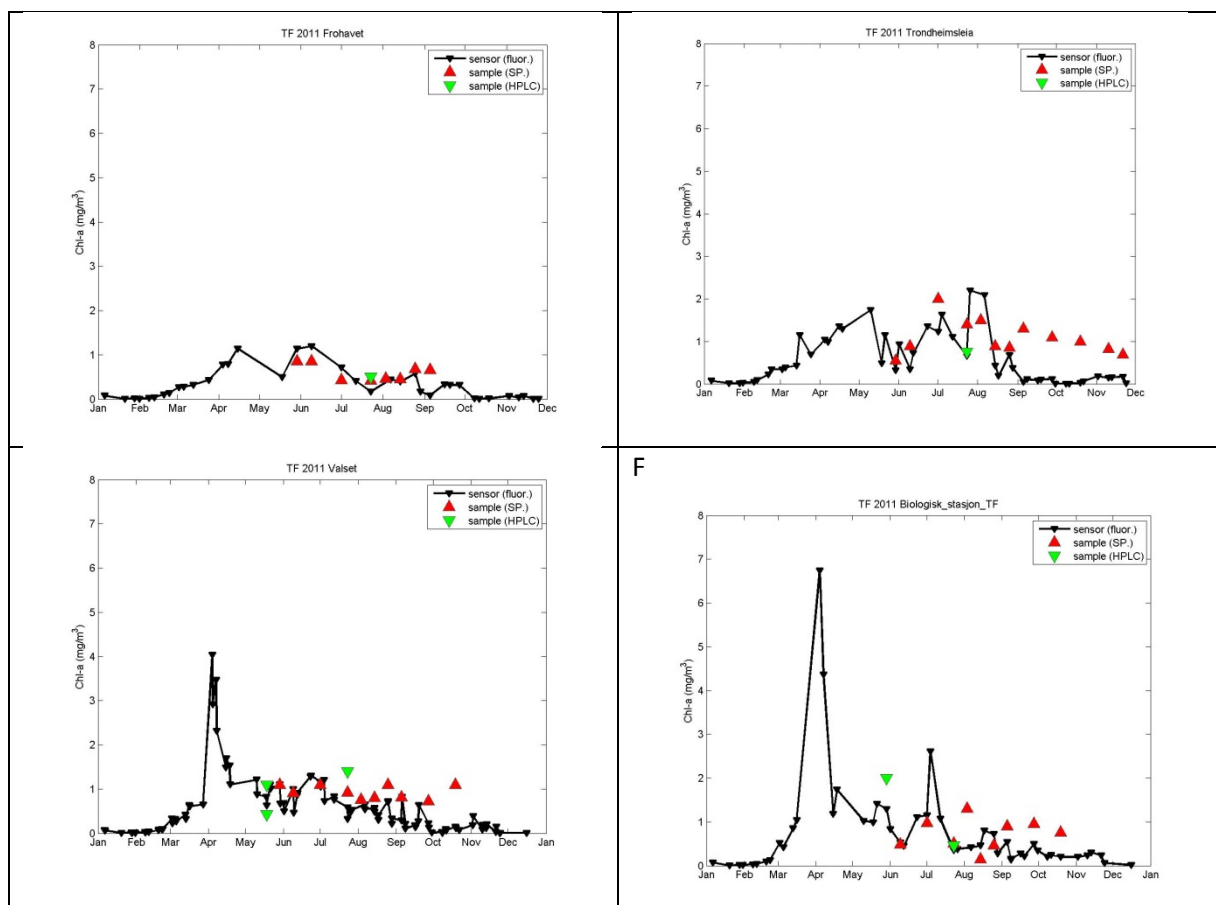 TF 2011 Frohavet
sensor (fluor.)
sample (SP.)
sample (HPLC)
Chl-a (mg/m³)
8
7
6
5
4
3
2
1
0
Jan Feb Mar Apr May Jun Jul Aug Sep Oct Nov Dec
TF 2011 Trondheimsleia
sensor (fluor.)
sample (SP.)
sample (HPLC)
Chl-a (mg/m³)
8
7
6
5
4
3
2
1
0
Jan Feb Mar Apr May Jun Jul Aug Sep Oct Nov Dec
TF 2011 Valset
sensor (fluor.)
sample (SP.)
sample (HPLC)
Chl-a (mg/m³)
8
7
6
5
4
3
2
1
0
Jan Feb Mar Apr May Jun Jul Aug Sep Oct Nov Dec Jan
F
TF 2011 Biologisk_stasjon_TF
sensor (fluor.)
sample (SP.)
sample (HPLC)
Chl-a (mg/m³)
8
7
6
5
4
3
2
1
0
Jan Feb Mar Apr May Jun Jul Aug Sep Oct Nov Dec Jan